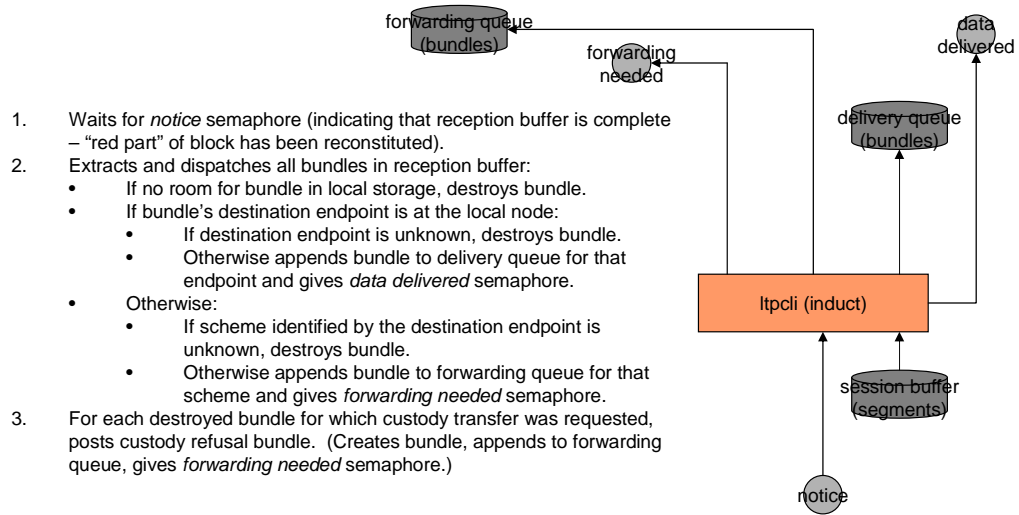 forwarding queue
(bundles)
forwarding
needed
data
delivered
delivery queue
(bundles)
1. Waits for notice semaphore (indicating that reception buffer is complete
– “red part” of block has been reconstituted).
2. Extracts and dispatches all bundles in reception buffer:
• If no room for bundle in local storage, destroys bundle.
• If bundle’s destination endpoint is at the local node:
• If destination endpoint is unknown, destroys bundle.
• Otherwise appends bundle to delivery queue for that
endpoint and gives data delivered semaphore.
• Otherwise:
• If scheme identified by the destination endpoint is
unknown, destroys bundle.
• Otherwise appends bundle to forwarding queue for that
scheme and gives forwarding needed semaphore.
3. For each destroyed bundle for which custody transfer was requested,
posts custody refusal bundle. (Creates bundle, appends to forwarding
queue, gives forwarding needed semaphore.)
ltpcli (induct)
session buffer
(segments)
notice